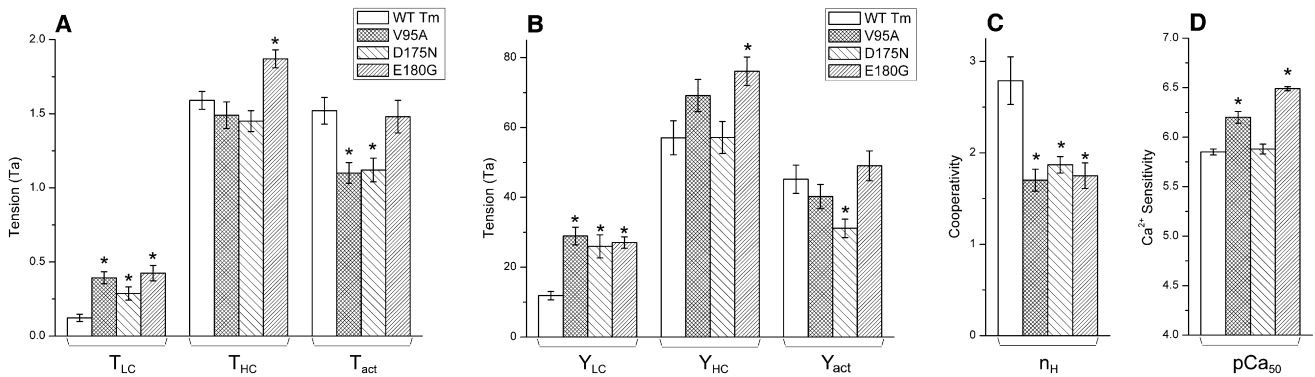 A
WT Tm
V95A
D175N
E180G
Tension (Ta)
2.0
1.5
1.0
0.5
0.0
*
*
*
*
*
*
T_LC
T_HC
T_act
B
WT Tm
V95A
D175N
E180G
Tension (Ta)
80
60
40
20
0
*
*
*
*
*
Y_LC
Y_HC
Y_act
C
Cooperativity
3
2
1
0
*
*
*
n_H
D
Ca²⁺ Sensitivity
7.0
6.5
6.0
5.5
5.0
4.5
4.0
*
*
pCa₅₀